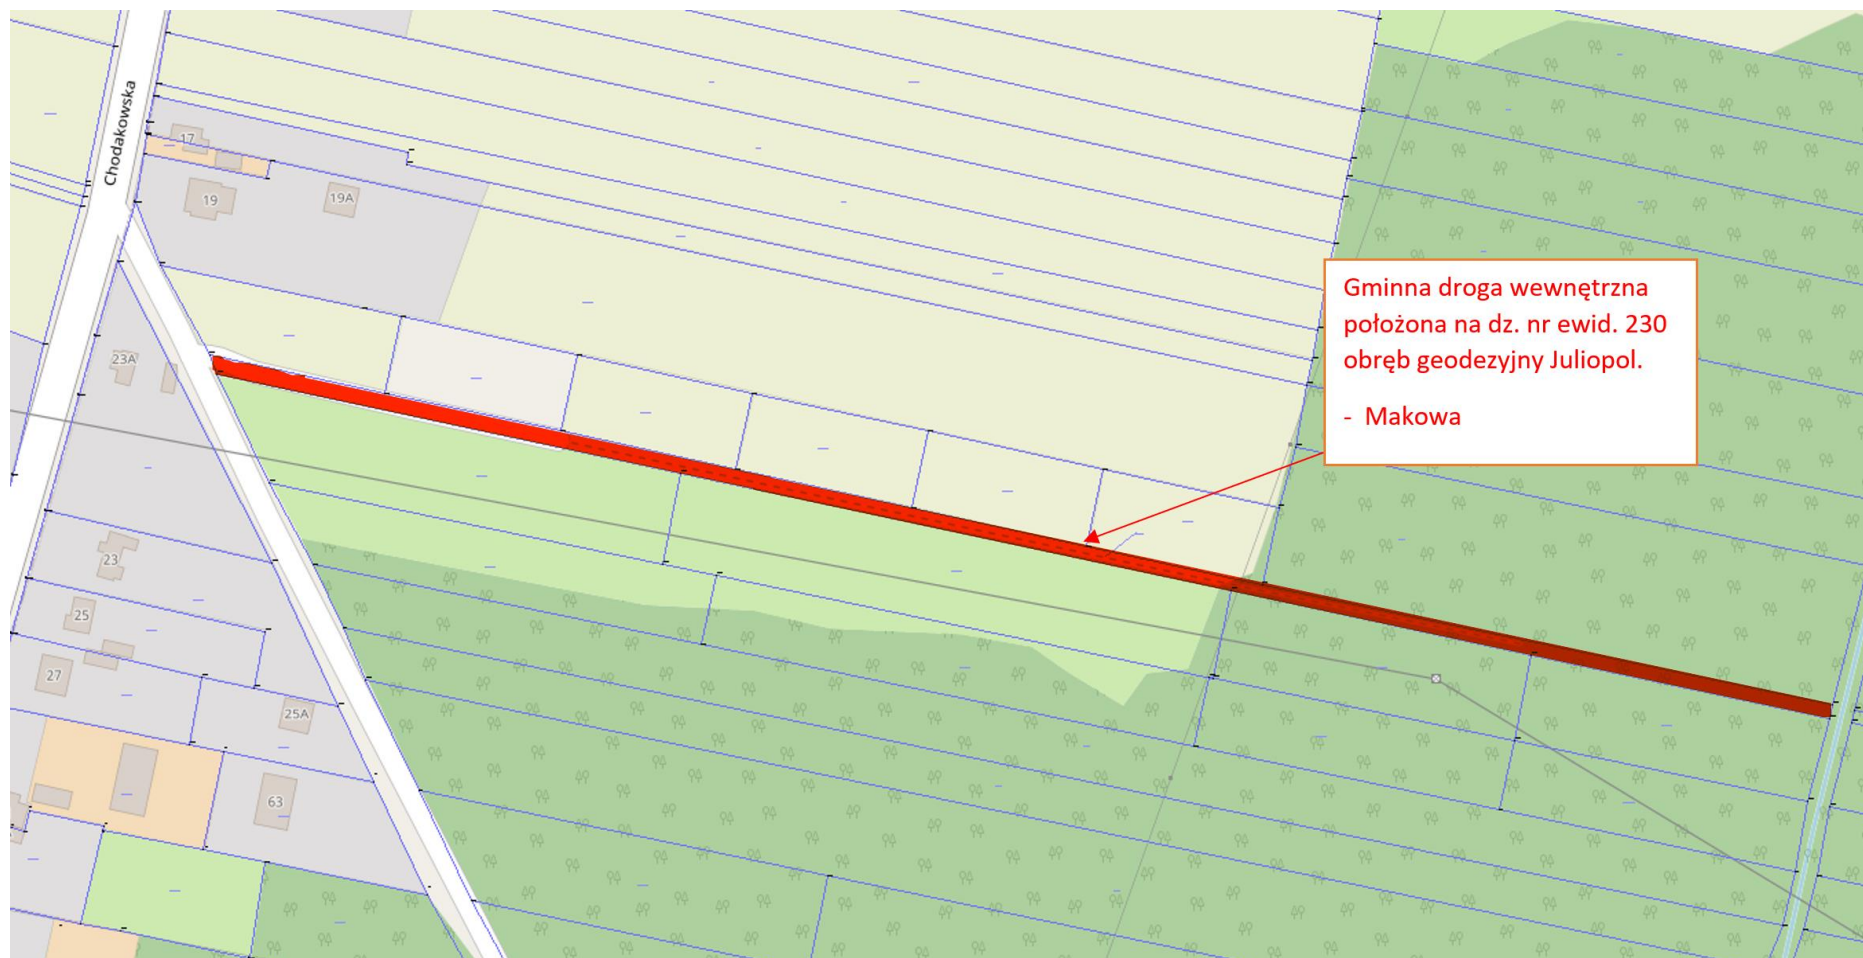 Chodakowska
17
19
19A
Gminna droga wewnętrzna
położona na dz. nr ewid. 230
obręb geodezyjny Juliopol.
- Makowa
23A
23
25
27
25A
63